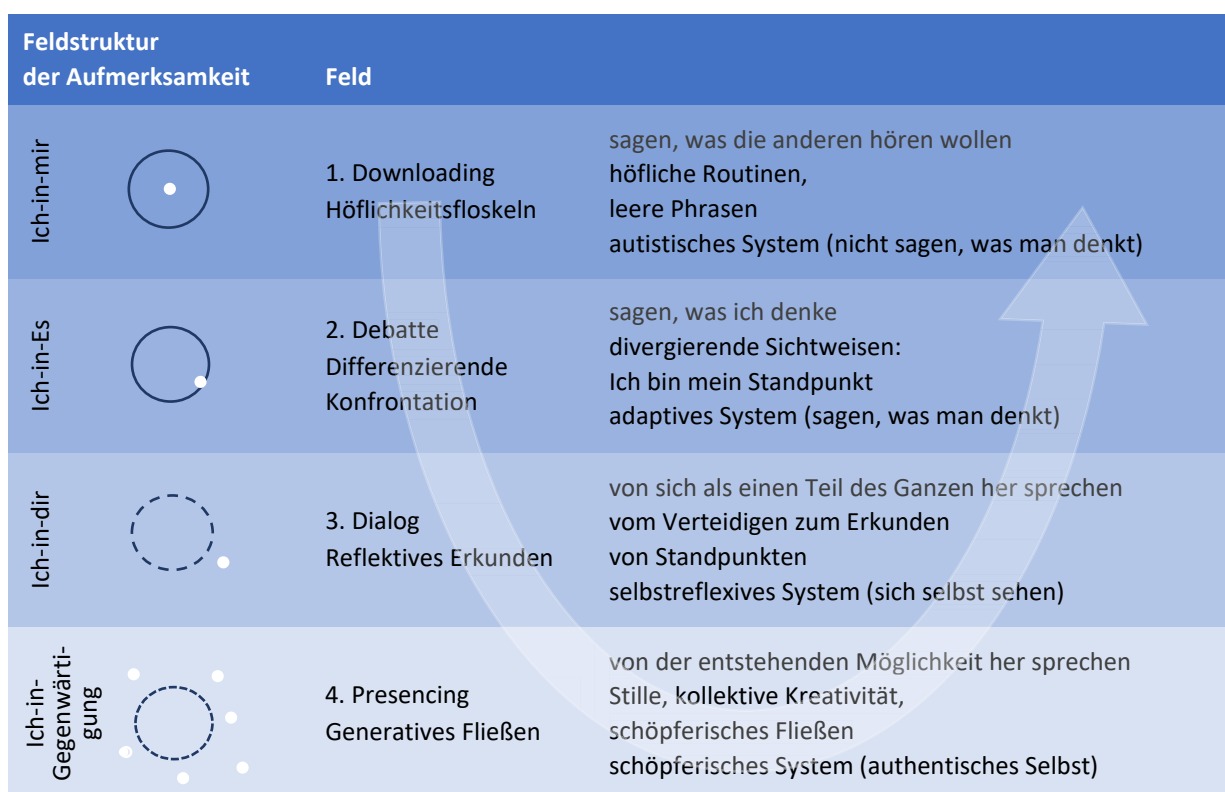 Feldstruktur
der Aufmerksamkeit
Feld
Ich-in-mir
1. Downloading
Höflichkeitsfloskeln
sagen, was die anderen hören wollen
höfliche Routinen,
leere Phrasen
autistisches System (nicht sagen, was man denkt)
Ich-in-Es
2. Debatte
Differenzierende
Konfrontation
sagen, was ich denke
divergierende Sichtweisen:
Ich bin mein Standpunkt
adaptives System (sagen, was man denkt)
Ich-in-dir
3. Dialog
Reflektives Erkunden
von sich als einen Teil des Ganzen her sprechen
vom Verteidigen zum Erkunden
von Standpunkten
selbstreflexives System (sich selbst sehen)
Ich-in-
Gegenwärti-
gung
4. Presencing
Generatives Fließen
von der entstehenden Möglichkeit her sprechen
Stille, kollektive Kreativität,
schöpferisches Fließen
schöpferisches System (authentisches Selbst)